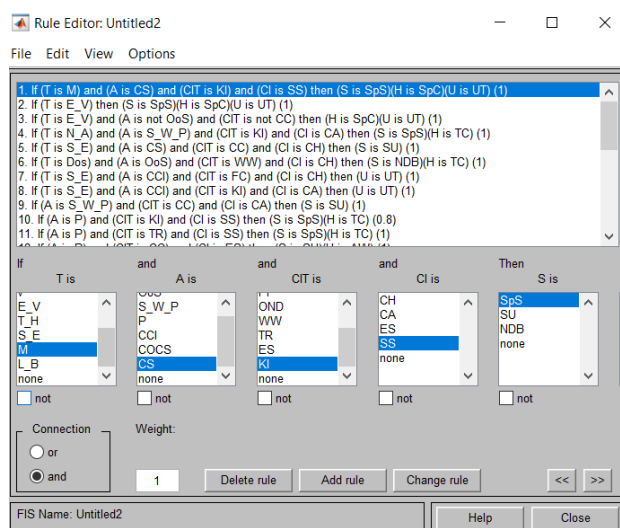 Rule Editor: Untitled2
File Edit View Options
1. If (T is M) and (A is CS) and (CIT is KI) and (CI is SS) then (S is SpS)(H is SpC)(U is UT) (1)
2. If (T is E_V) then (S is SpS)(H is SpC)(U is UT) (1)
3. If (T is E_V) and (A is not OoS) and (CIT is not CC) then (H is SpC)(U is UT) (1)
4. If (T is N_A) and (A is S_W_P) and (CIT is KI) and (CI is CA) then (S is SpS)(H is TC) (1)
5. If (T is S_E) and (A is CS) and (CIT is CC) and (CI is CH) then (S is SU) (1)
6. If (T is Dos) and (A is OoS) and (CIT is WW) and (CI is CH) then (S is NDB)(H is TC) (1)
7. If (T is S_E) and (A is CCI) and (CIT is FC) and (CI is CH) then (U is UT) (1)
8. If (T is S_E) and (A is CCI) and (CIT is KI) and (CI is CA) then (U is UT) (1)
9. If (A is S_W_P) and (CIT is CC) and (CI is CA) then (S is SU) (1)
10. If (A is P) and (CIT is KI) and (CI is SS) then (S is SpS)(H is TC) (0.8)
11. If (A is P) and (CIT is TR) and (CI is SS) then (S is SpS)(H is TC) (1)
If and and and Then
T is A is CIT is CI is S is
E_V
T_H
S_E
M
L_B
none
OoS
S_W_P
P
CCI
COCS
CS
none
OND
WW
TR
ES
KI
none
CH
CA
ES
SS
none
SpS
SU
NDB
none
not not not not not
Connection
or
and
Weight:
1
Delete rule Add rule Change rule << >>
FIS Name: Untitled2
Help Close